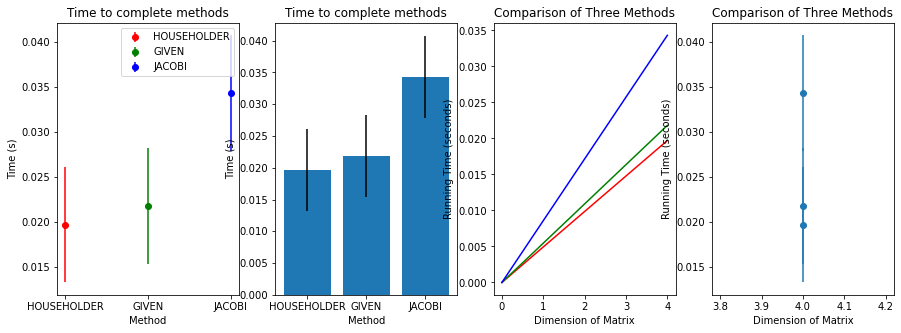 Time to complete methods
Time (s)
0.040
0.035
0.030
0.025
0.020
0.015
HOUSEHOLDER
GIVEN
JACOBI
HOUSEHOLDER
GIVEN
JACOBI
Method
Time to complete methods
Time (s)
0.040
0.035
0.030
0.025
0.020
0.015
0.010
0.005
0.000
HOUSEHOLDER
GIVEN
JACOBI
Method
Comparison of Three Methods
Running Time (seconds)
0.035
0.030
0.025
0.020
0.015
0.010
0.005
0.000
0
1
2
3
4
Dimension of Matrix
Comparison of Three Methods
Running Time (seconds)
0.040
0.035
0.030
0.025
0.020
0.015
3.8
3.9
4.0
4.1
4.2
Dimension of Matrix